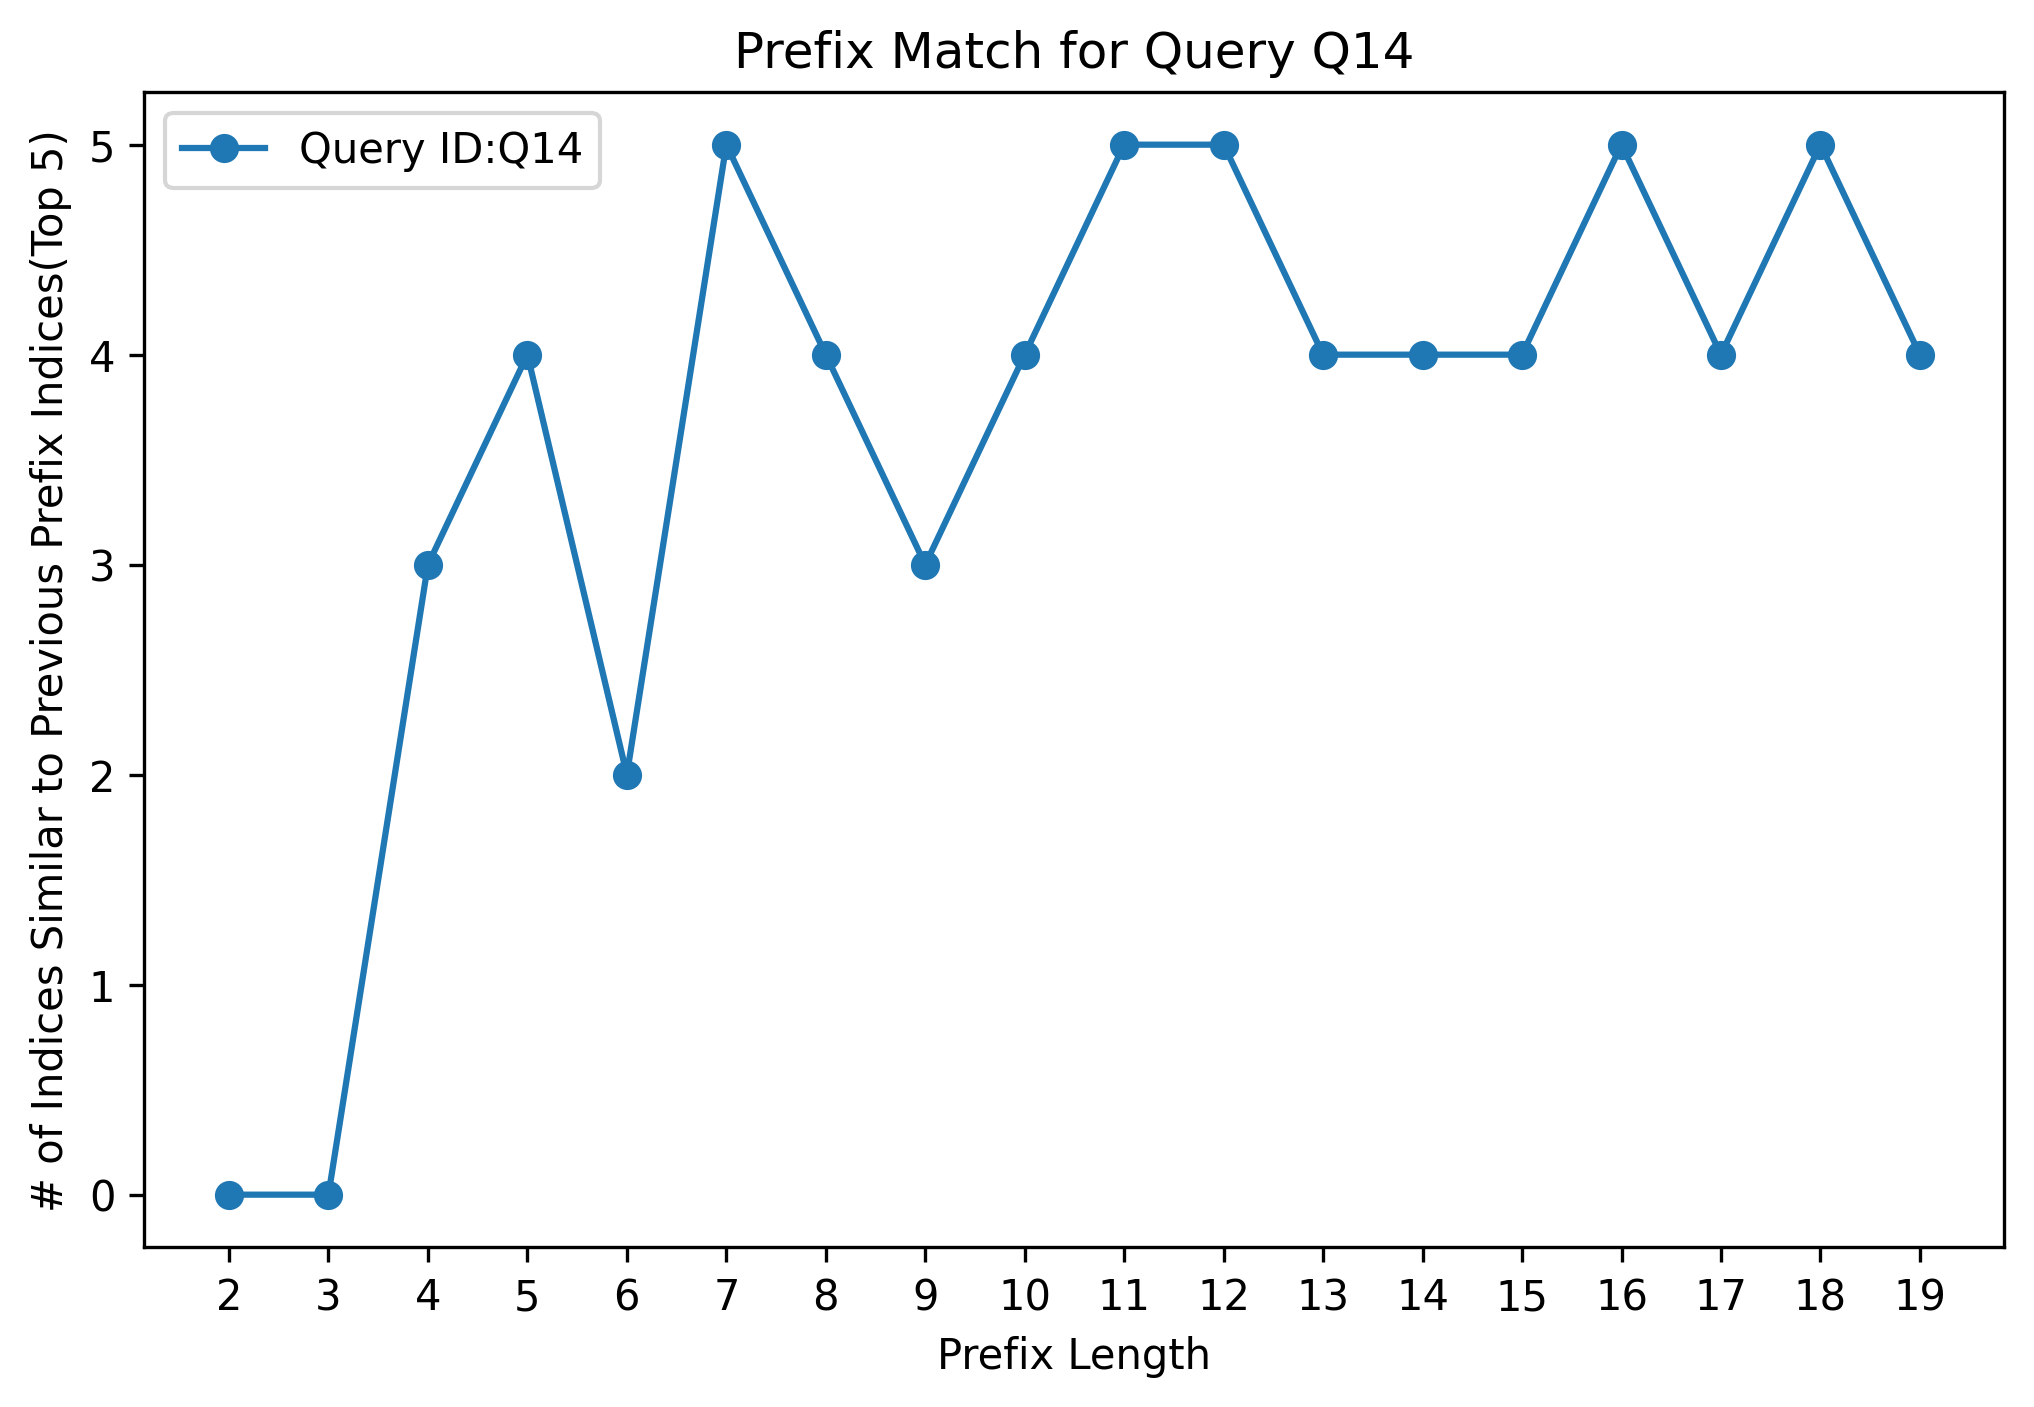 Prefix Match for Query Q14
Query ID:Q14
# of Indices Similar to Previous Prefix Indices(Top 5)
5
4
3
2
1
0
2 3 4 5 6 7 8 9 10 11 12 13 14 15 16 17 18 19
Prefix Length